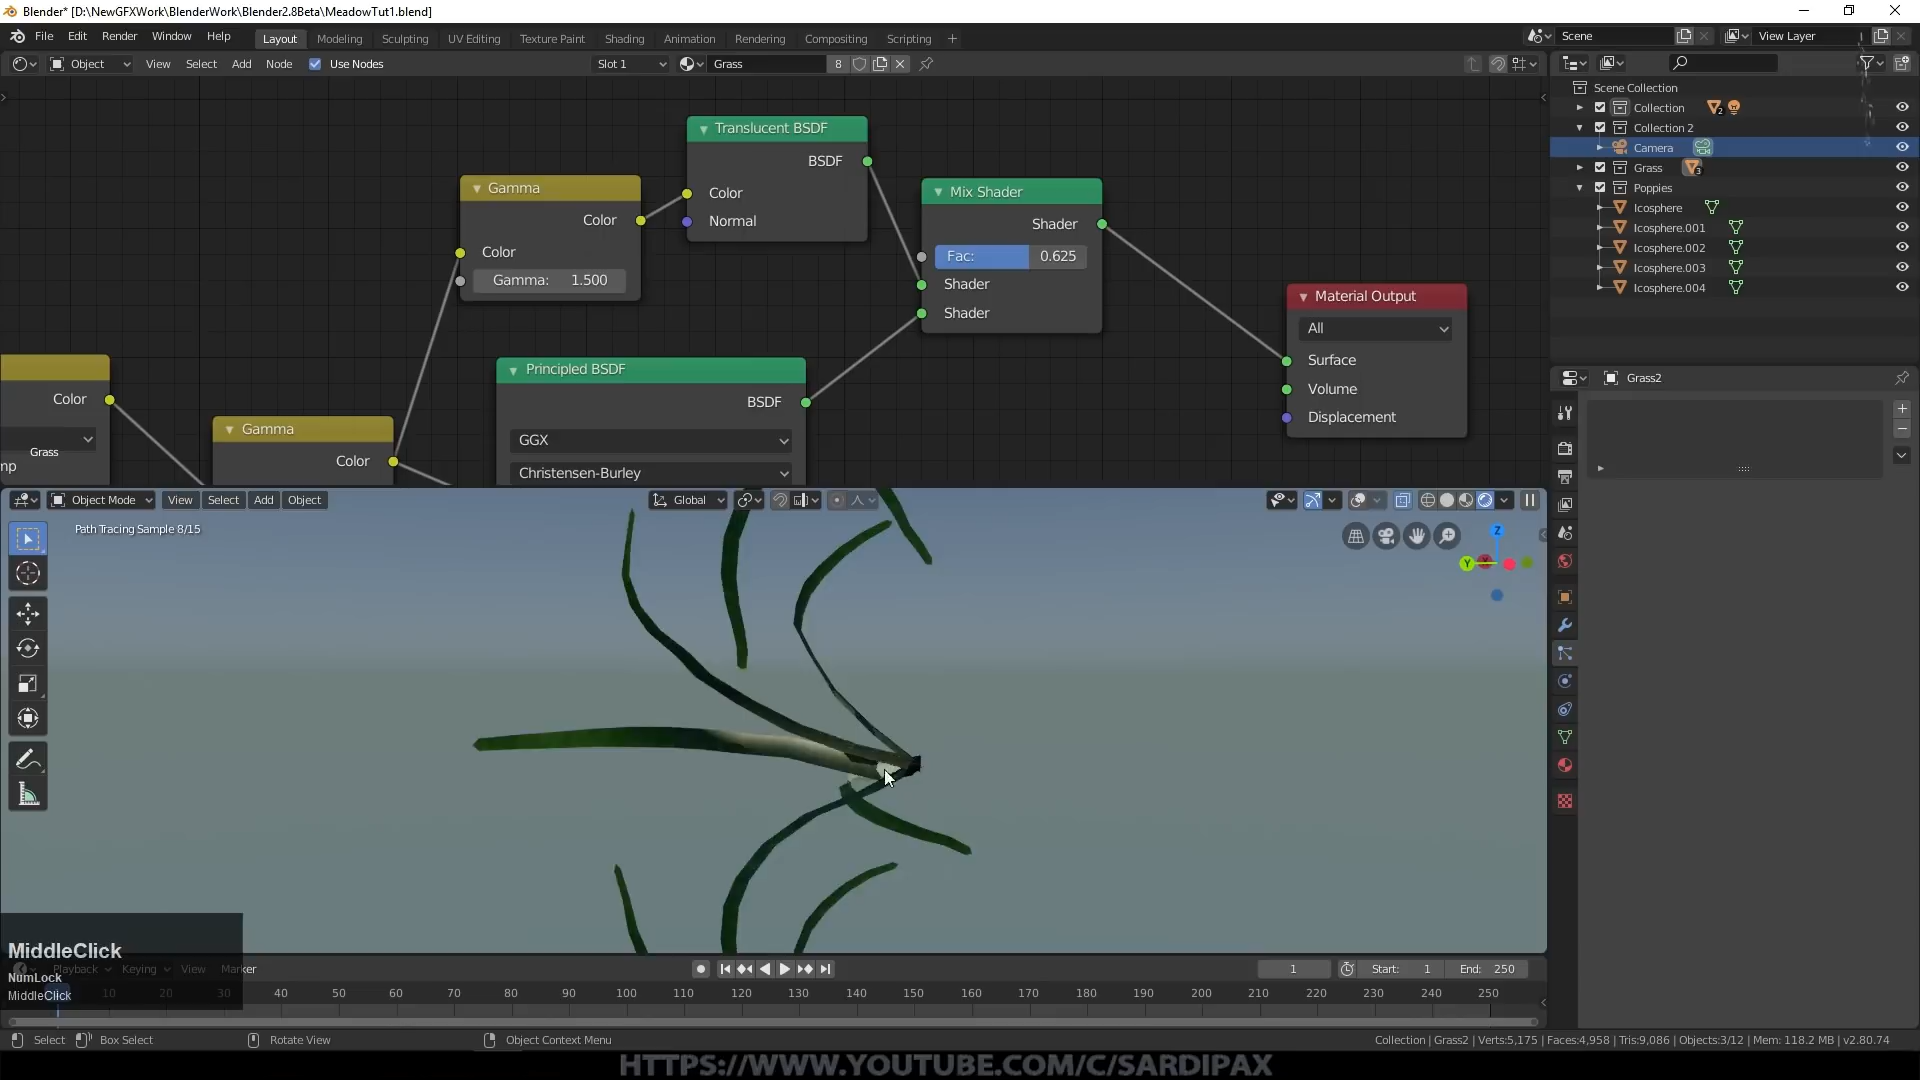 Blender* [D:\NewGFXWork\BlenderWork\Blender2.8Beta\MeadowTut1.blend]
File Edit Render Window Help Layout Modeling Sculpting UV Editing Texture Paint Shading Animation Rendering Compositing Scripting + Scene View Layer
Object View Select Add Node Use Nodes Slot 1 Grass 8
Scene Collection
Collection 2
Collection 2
Camera
Grass 3
Poppies
Icosphere
Icosphere.001
Icosphere.002
Icosphere.003
Icosphere.004
Translucent BSDF
BSDF
Color
Normal
Gamma
Color
Color
Gamma: 1.500
Mix Shader
Shader
Fac: 0.625
Shader
Shader
Material Output
All
Surface
Volume
Displacement
Principled BSDF
BSDF
GGX
Christensen-Burley
Color
Grass
mp
Gamma
Color
Grass2
Object Mode View Select Add Object Global
Path Tracing Sample 8/15
Z
Y
MiddleClick
NumLock
MiddleClick
Playback Keying View Marker
1 Start: 1 End: 250
10 20 30 40 50 60 70 80 90 100 110 120 130 140 150 160 170 180 190 200 210 220 230 240 250
Select Box Select Rotate View Object Context Menu Collection | Grass2 | Verts:5,175 | Faces:4,958 | Tris:9,086 | Objects:3/12 | Mem: 118.2 MB | v2.80.74
HTTPS://WWW.YOUTUBE.COM/C/SARDIPAX